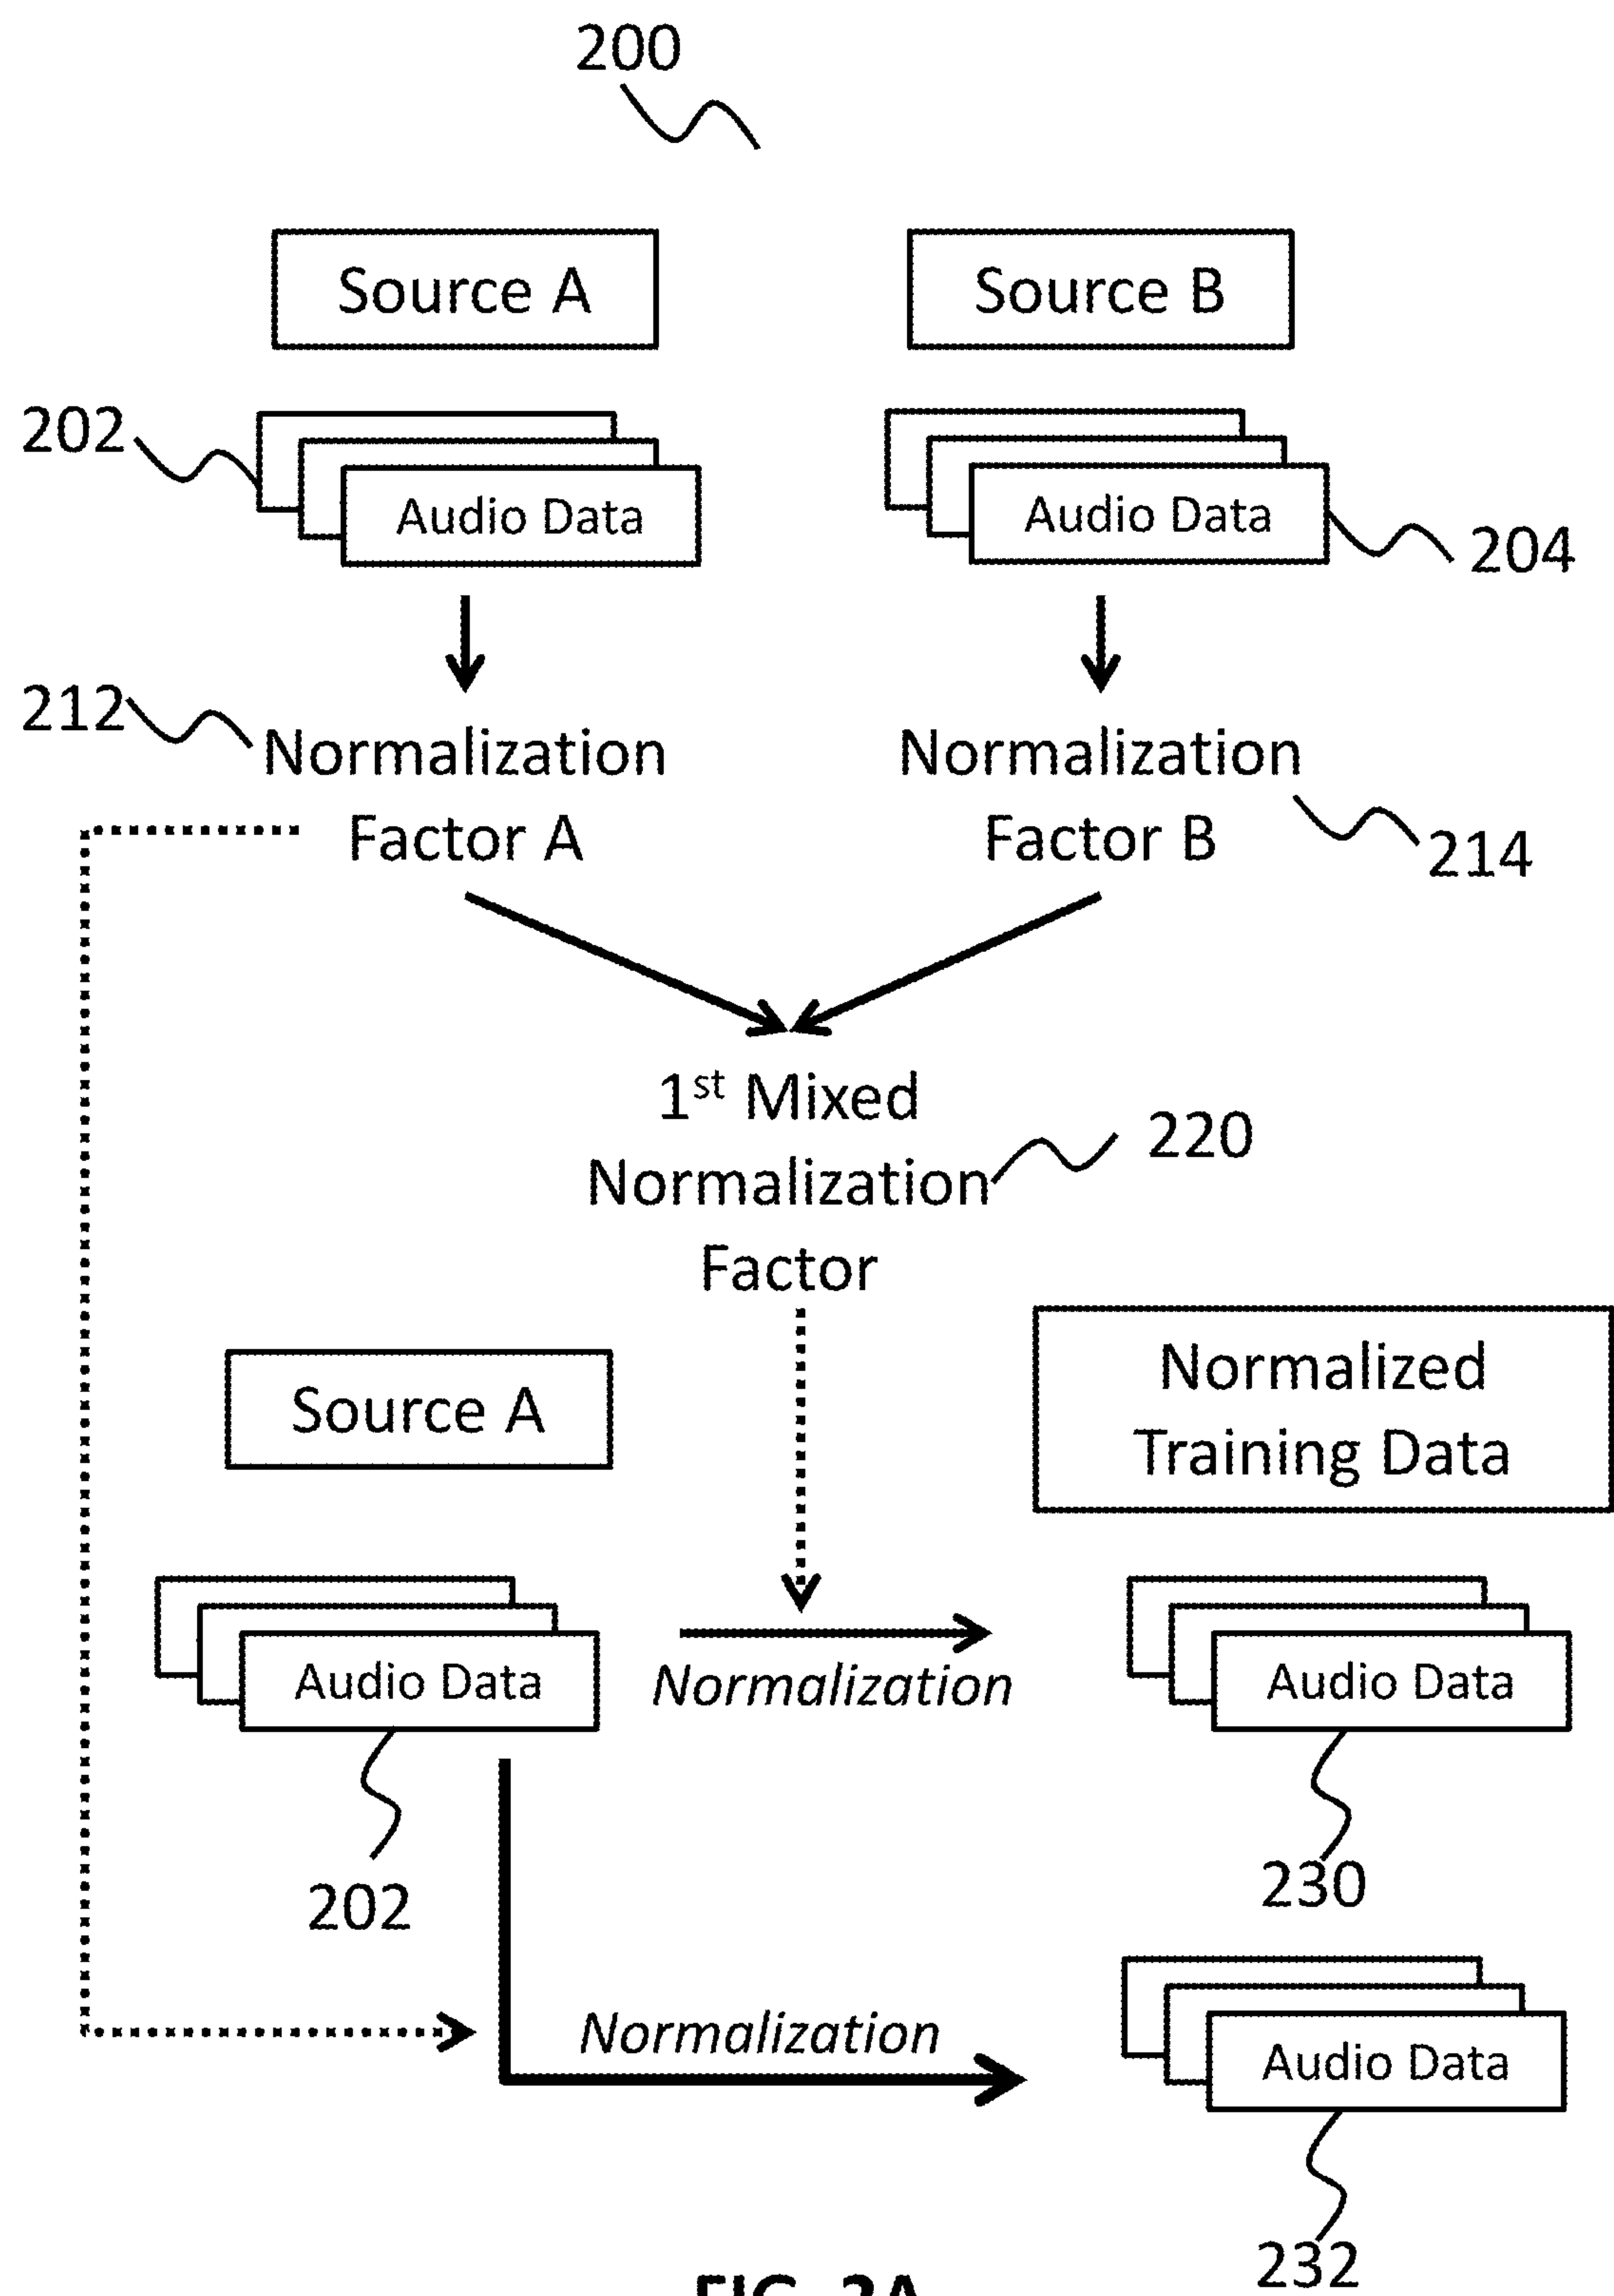 200
Source A
Source B
202
Audio Data
Audio Data
204
212
Normalization
Factor A
Normalization
Factor B
214
1st Mixed
Normalization
Factor
220
Source A
Normalized
Training Data
Audio Data
Normalization
Audio Data
202
230
Normalization
Audio Data
232